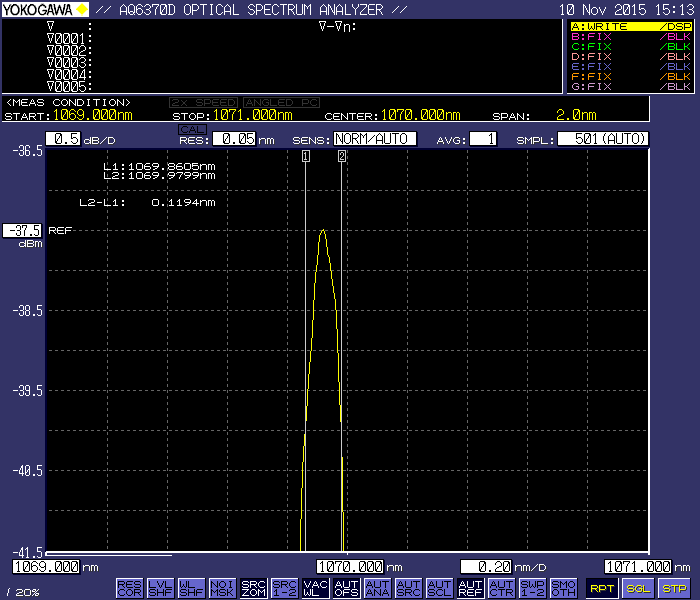 YOKOGAWA // AQ6370D OPTICAL SPECTRUM ANALYZER // 10 Nov 2015 15:13
∇ : ∇-∇n:
∇0001:
∇0002:
∇0003:
∇0004:
∇0005:
A:WRITE /DSP
B:FIX /BLK
C:FIX /BLK
D:FIX /BLK
E:FIX /BLK
F:FIX /BLK
G:FIX /BLK
<MEAS CONDITION> 2x SPEED ANGLED PC
START:1069.000nm STOP:1071.000nm CENTER:1070.000nm SPAN: 2.0nm
CAL
0.5 dB/D RES: 0.05 nm SENS: NORM/AUTO AVG: 1 SMPL: 501(AUTO)
-36.5
1 2
L1:1069.8605nm
L2:1069.9799nm
L2-L1: 0.1194nm
-37.5 REF
dBm
-38.5
-39.5
-40.5
-41.5
1069.000 nm 1070.000 nm 0.20 nm/D 1071.000 nm
/ 20%
RES COR
LVL SHF
WL SHF
NOI MSK
SRC ZOM
SRC 1-2
VAC WL
AUT OFS
AUT ANA
AUT SRC
AUT SCL
AUT REF
AUT CTR
SWP 1-2
SMO OTH
RPT
SGL
STP